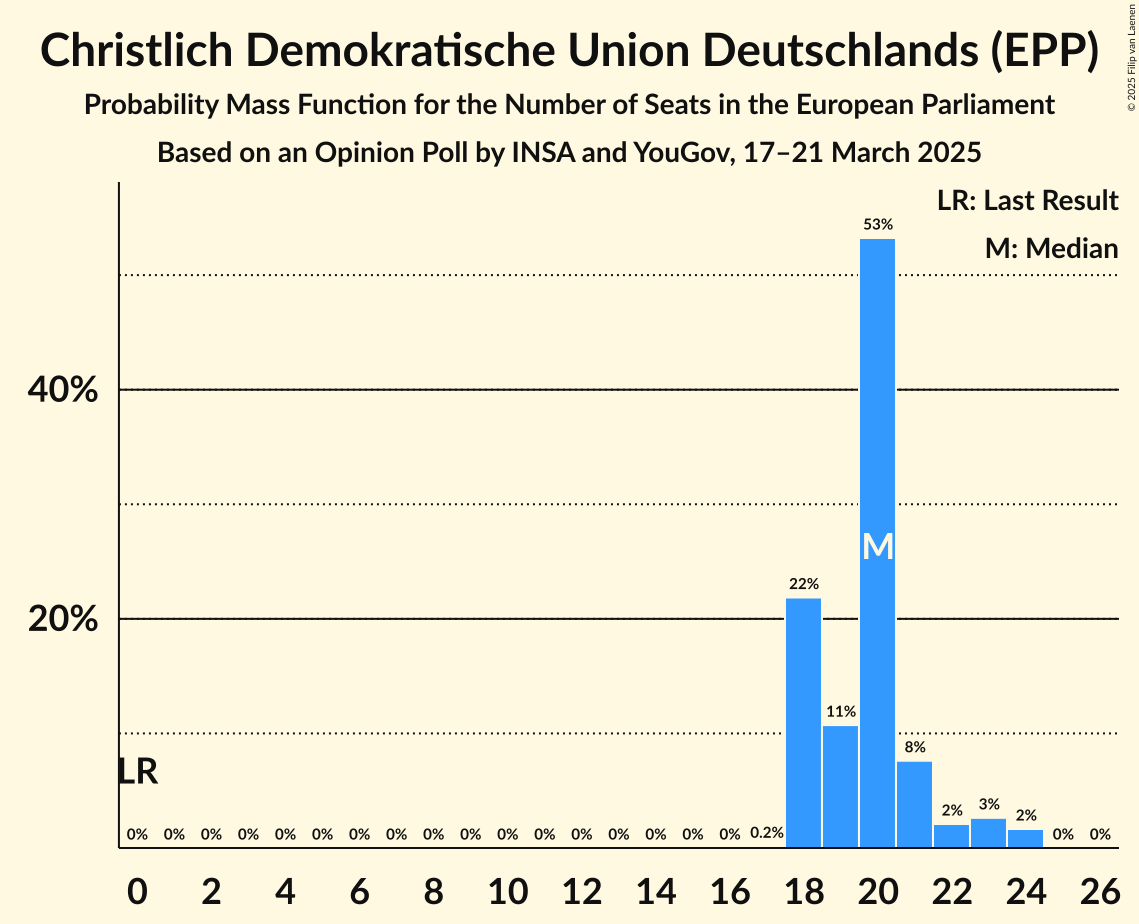 Christlich Demokratische Union Deutschlands (EPP)
Probability Mass Function for the Number of Seats in the European Parliament
Based on an Opinion Poll by INSA and YouGov, 17–21 March 2025
© 2025 Filip van Laenen
LR: Last Result
M: Median
53%
40%
M
22%
20%
11%
8%
LR
3%
2% 2%
0% 0% 0% 0% 0% 0% 0% 0% 0% 0% 0% 0% 0% 0% 0% 0% 0% 0.2% 0% 0%
0 2 4 6 8 10 12 14 16 18 20 22 24 26